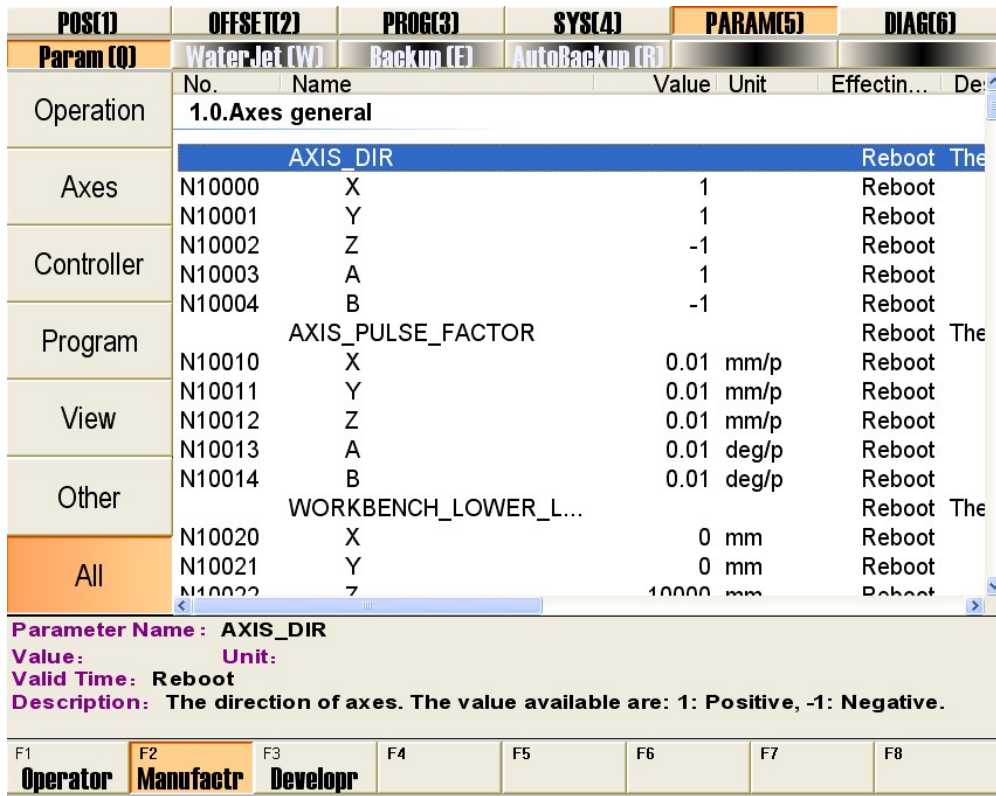 POS(1) OFFSET(2) PROG(3) SYS(4) PARAM(5) DIAG(6)
Param (Q) WaterJet (W) Backup (E) AutoBackup (R)
No. Name Value Unit Effectin... Des
1.0.Axes general
AXIS_DIR Reboot The
N10000 X 1 Reboot
N10001 Y 1 Reboot
N10002 Z -1 Reboot
N10003 A 1 Reboot
N10004 B -1 Reboot
AXIS_PULSE_FACTOR Reboot The
N10010 X 0.01 mm/p Reboot
N10011 Y 0.01 mm/p Reboot
N10012 Z 0.01 mm/p Reboot
N10013 A 0.01 deg/p Reboot
N10014 B 0.01 deg/p Reboot
WORKBENCH_LOWER_L... Reboot The
N10020 X 0 mm Reboot
N10021 Y 0 mm Reboot
N10022 Z 10000 mm Reboot
Operation
Axes
Controller
Program
View
Other
All
Parameter Name : AXIS_DIR
Value: Unit:
Valid Time: Reboot
Description: The direction of axes. The value available are: 1: Positive, -1: Negative.
F1 F2 F3 F4 F5 F6 F7 F8
Operator Manufactr Developr